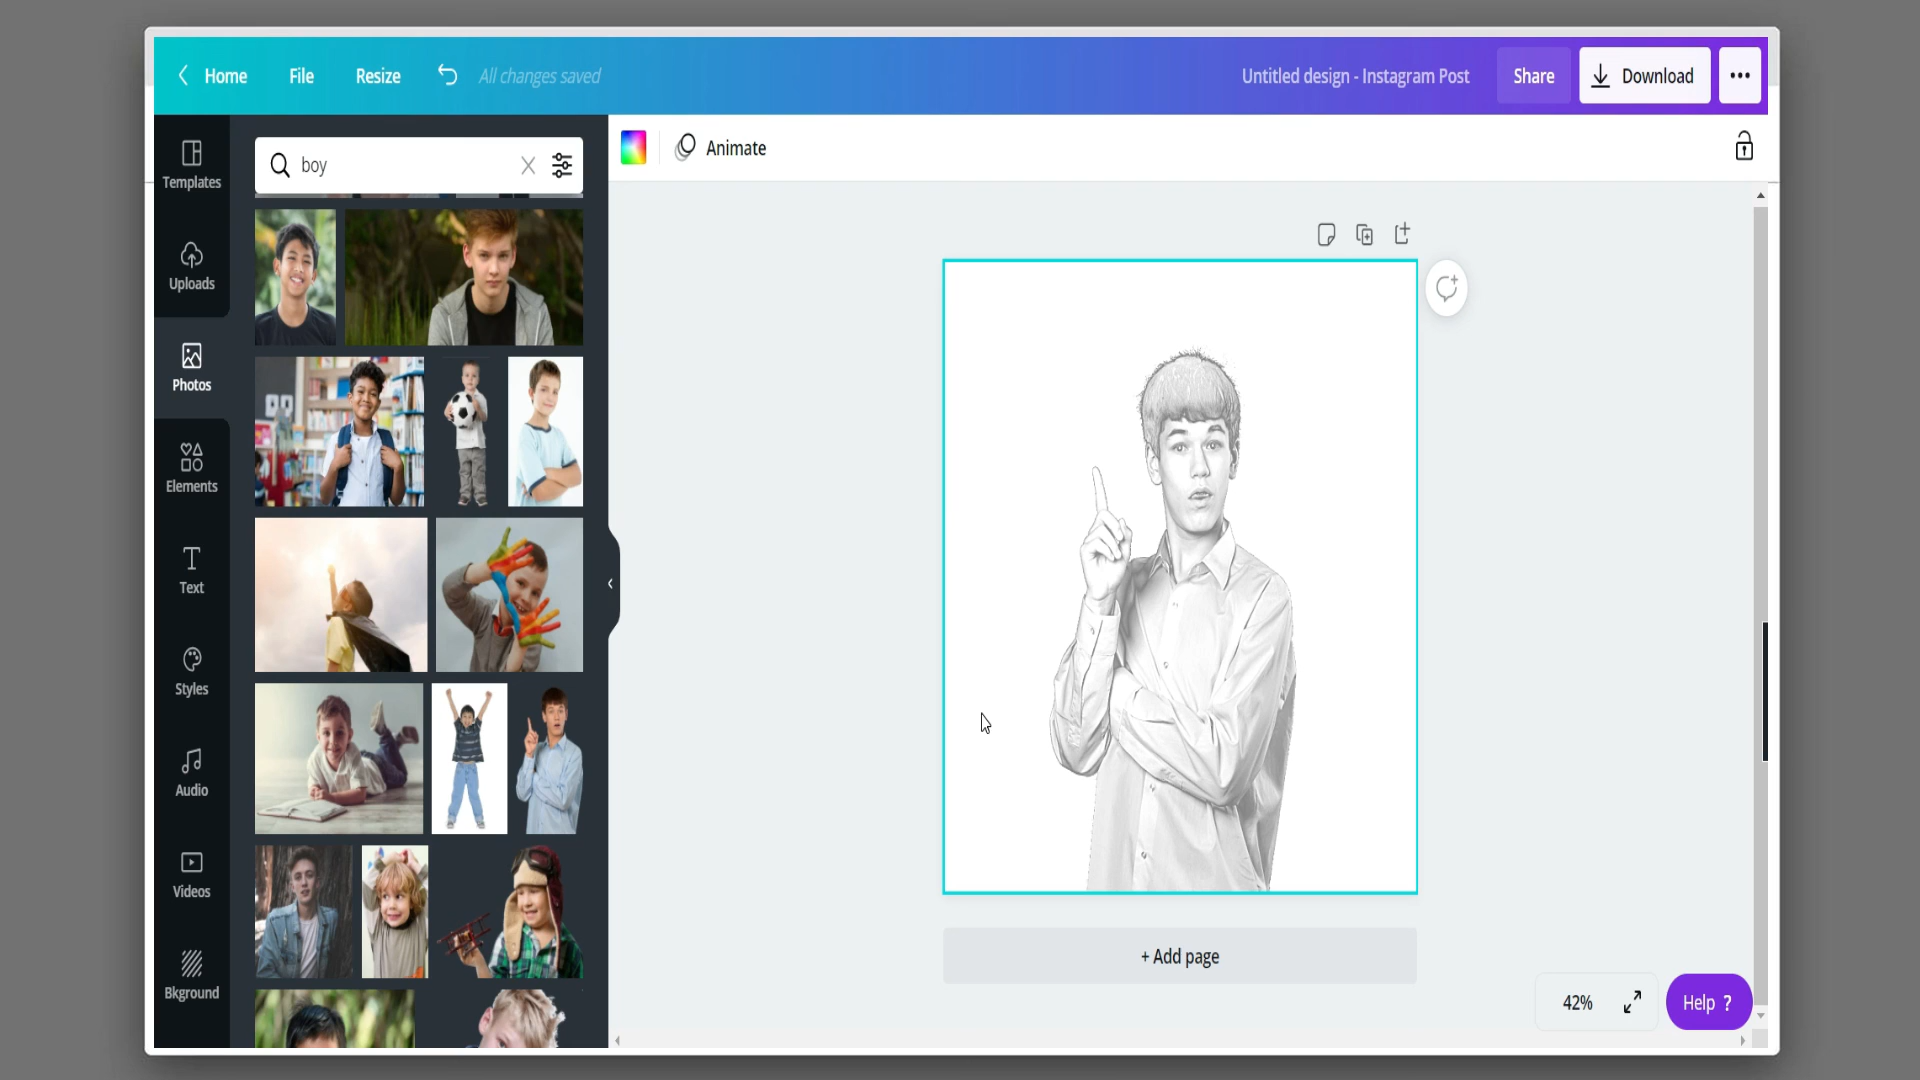 Home File Resize All changes saved Untitled design - Instagram Post Share Download
boy
Animate
Templates
Uploads
Photos
Elements
Text
Styles
Audio
Videos
Bkground
+ Add page
42%
Help ?